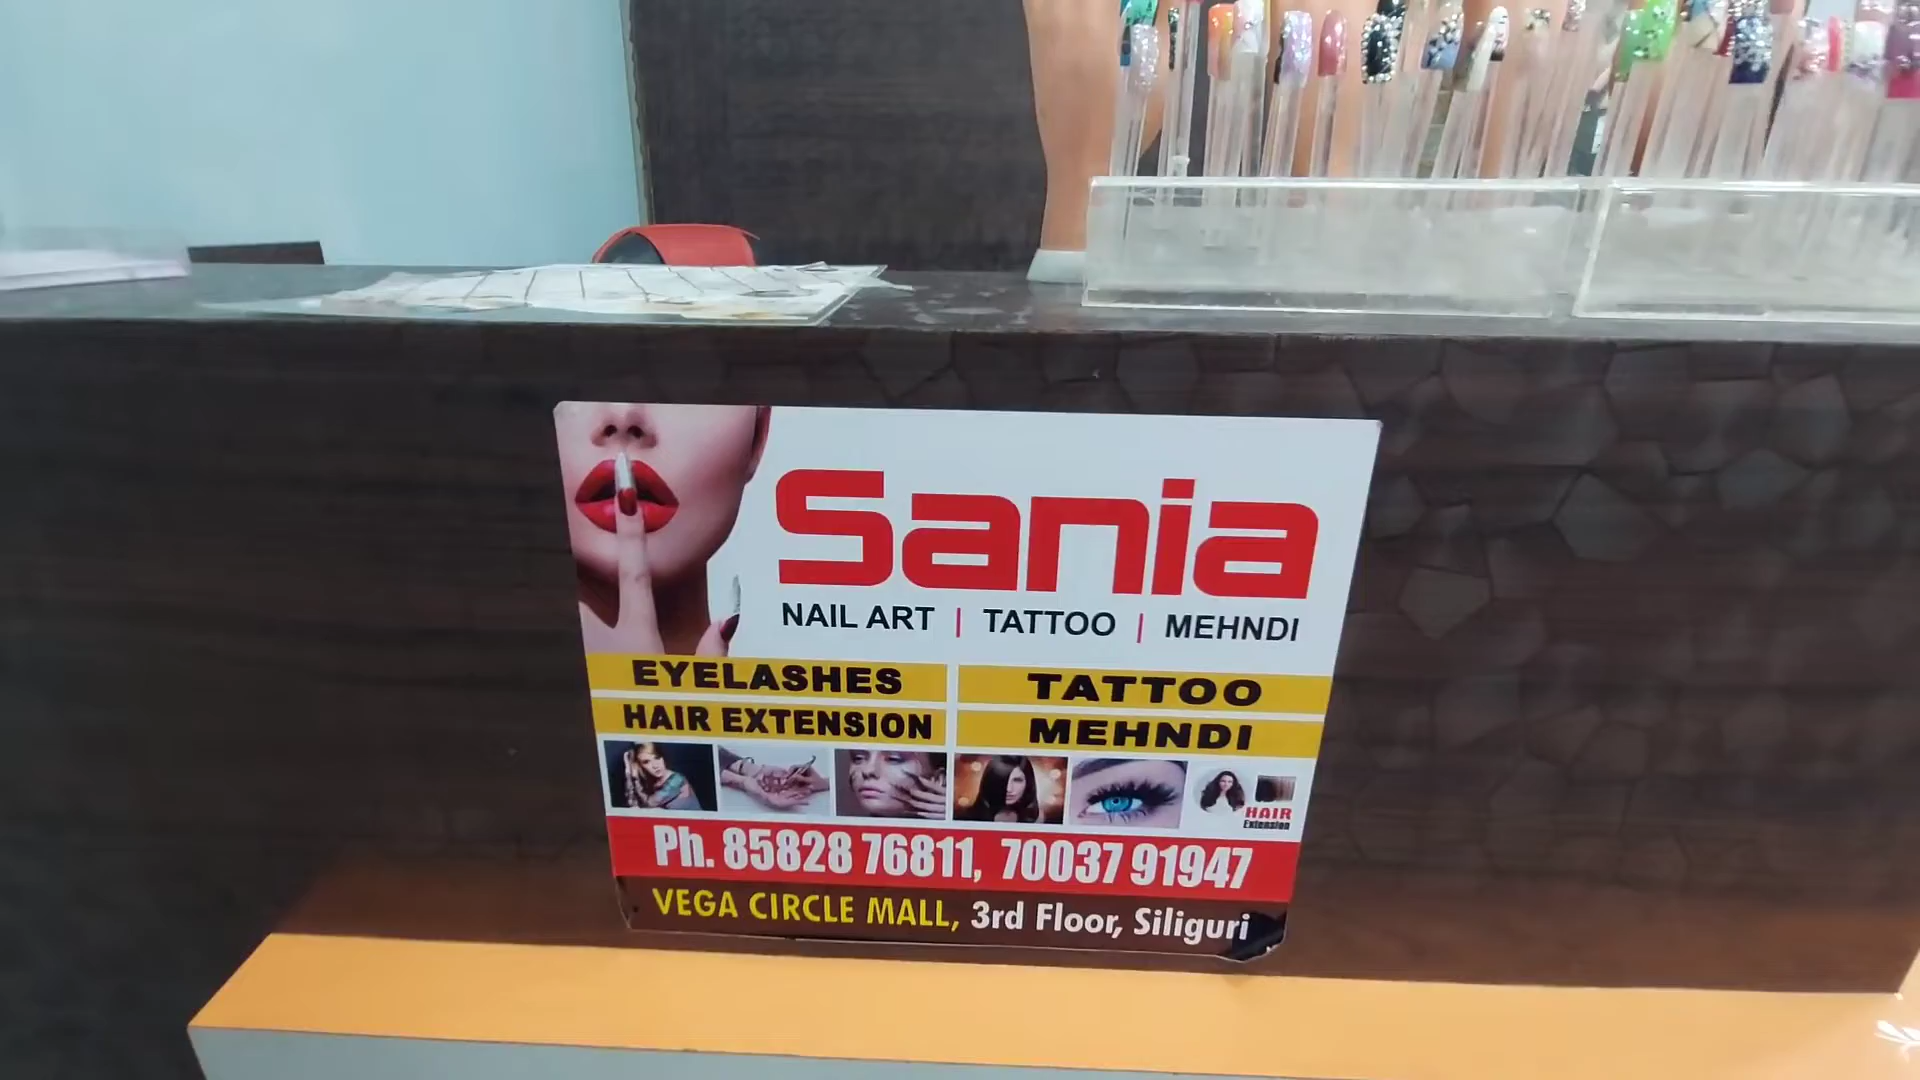 Sania
NAIL ART | TATTOO | MEHNDI
EYELASHES
TATTOO
HAIR EXTENSION
MEHNDI
HAIR
Extension
Ph. 85828 76811, 70037 91947
VEGA CIRCLE MALL, 3rd Floor, Siliguri